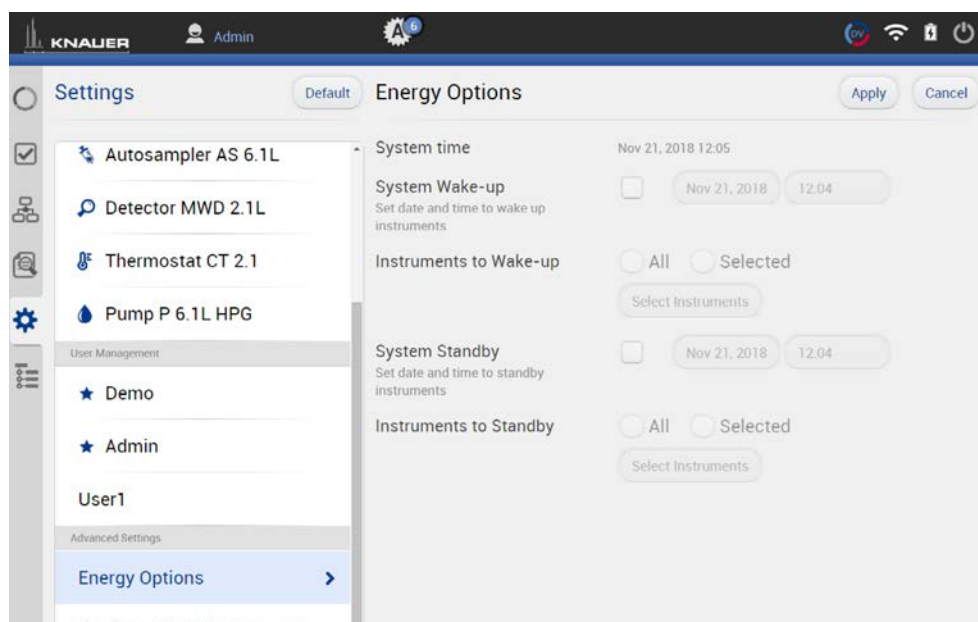 KNAUER
Admin
A 6
DV
Settings
Default
Energy Options
Apply
Cancel
Autosampler AS 6.1L
Detector MWD 2.1L
Thermostat CT 2.1
Pump P 6.1L HPG
User Management
Demo
Admin
User1
Advanced Settings
Energy Options
System time
Nov 21, 2018 12:05
System Wake-up
Set date and time to wake up
instruments
Nov 21, 2018
12.04
Instruments to Wake-up
All
Selected
Select Instruments
System Standby
Set date and time to standby
instruments
Nov 21, 2018
12.04
Instruments to Standby
All
Selected
Select Instruments